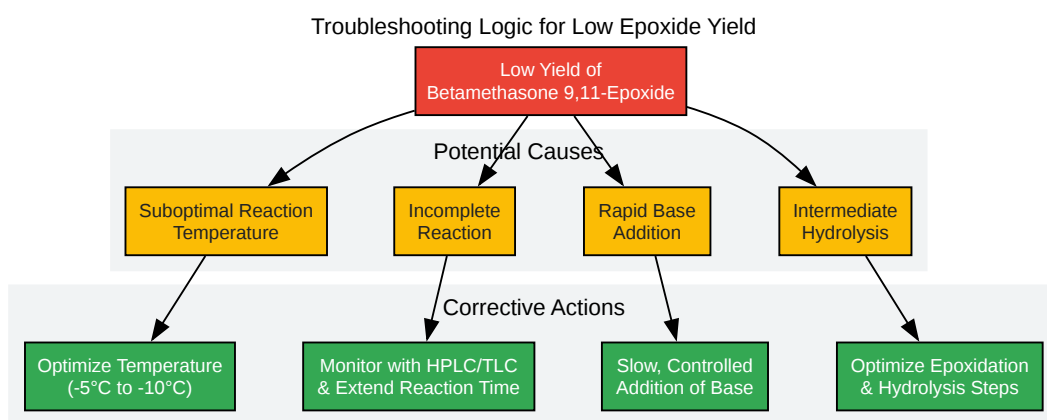 Troubleshooting Logic for Low Epoxide Yield
Low Yield of
Betamethasone 9,11-Epoxide
Potential Causes
Suboptimal Reaction
Temperature
Incomplete
Reaction
Rapid Base
Addition
Intermediate
Hydrolysis
Corrective Actions
Optimize Temperature
(-5°C to -10°C)
Monitor with HPLC/TLC
& Extend Reaction Time
Slow, Controlled
Addition of Base
Optimize Epoxidation
& Hydrolysis Steps